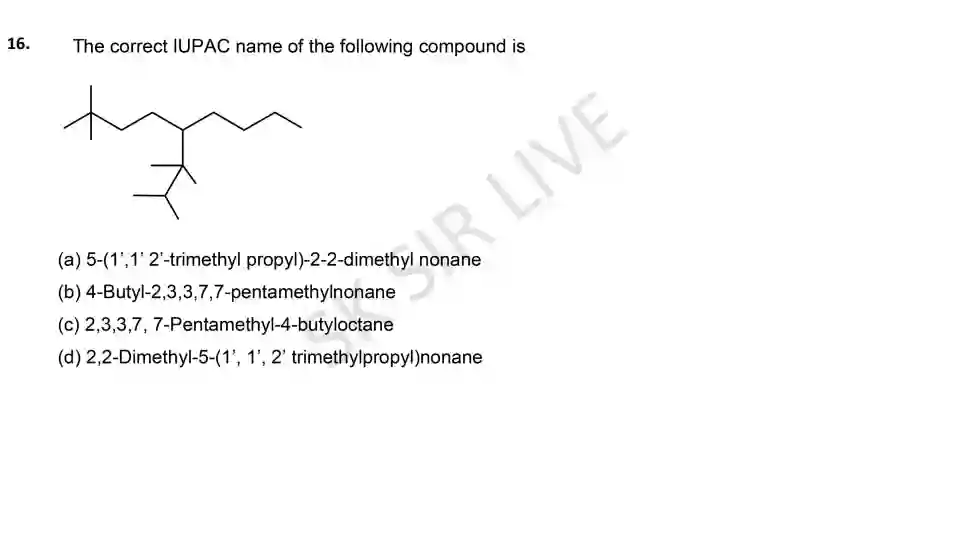 16. The correct IUPAC name of the following compound is
SK SIR LIVE
(a) 5-(1’,1’ 2’-trimethyl propyl)-2-2-dimethyl nonane
(b) 4-Butyl-2,3,3,7,7-pentamethylnonane
(c) 2,3,3,7, 7-Pentamethyl-4-butyloctane
(d) 2,2-Dimethyl-5-(1’, 1’, 2’ trimethylpropyl)nonane